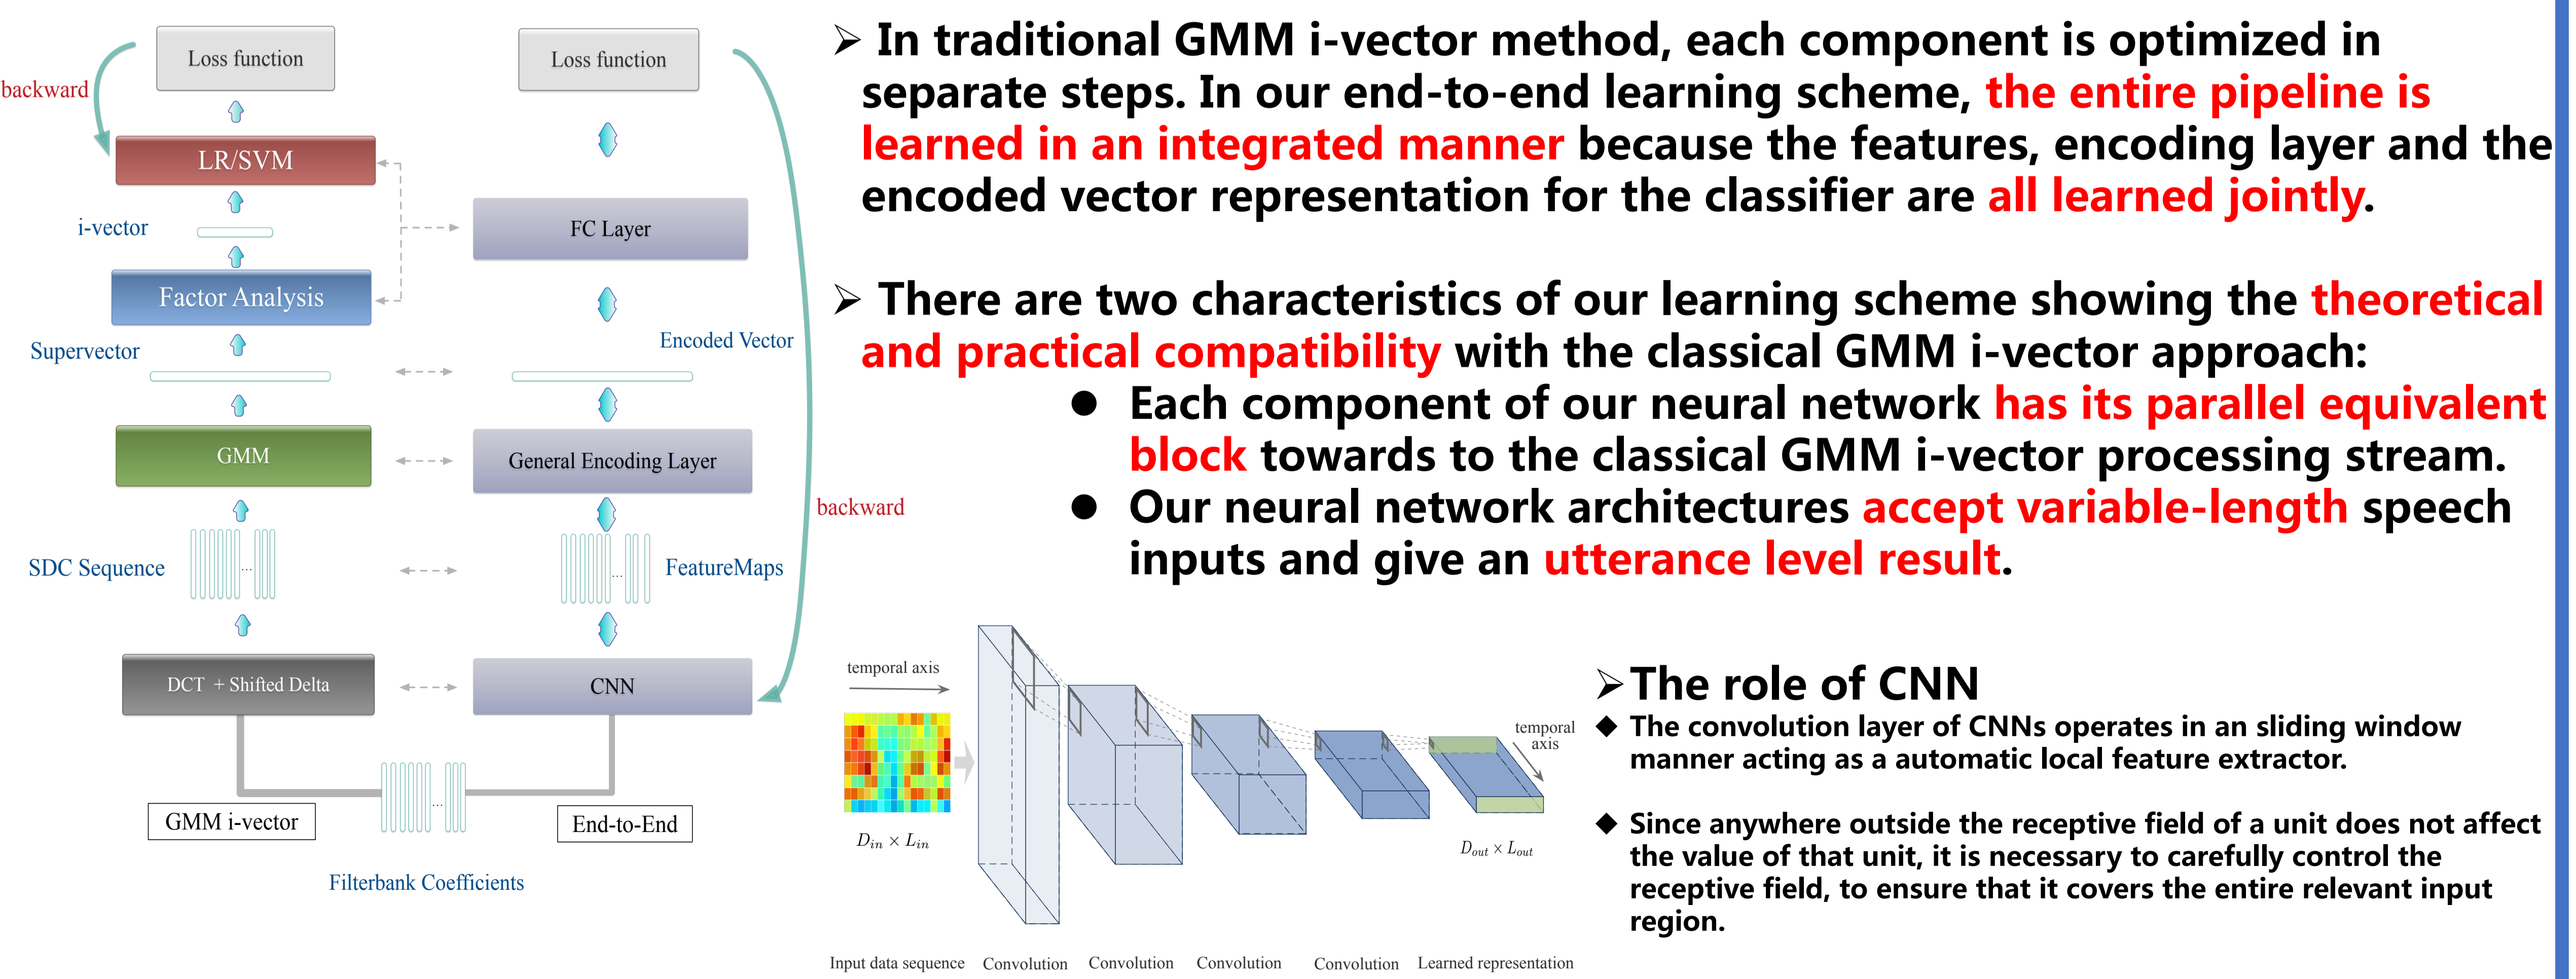 Loss function
backward
LR/SVM
i-vector
Factor Analysis
Supervector
GMM
SDC Sequence
...
DCT + Shifted Delta
GMM i-vector
Loss function
FC Layer
Encoded Vector
General Encoding Layer
backward
FeatureMaps
...
CNN
End-to-End
...
Filterbank Coefficients
➢ In traditional GMM i-vector method, each component is optimized in
separate steps. In our end-to-end learning scheme, the entire pipeline is
learned in an integrated manner because the features, encoding layer and the
encoded vector representation for the classifier are all learned jointly.
➢ There are two characteristics of our learning scheme showing the theoretical
and practical compatibility with the classical GMM i-vector approach:
● Each component of our neural network has its parallel equivalent
block towards to the classical GMM i-vector processing stream.
● Our neural network architectures accept variable-length speech
inputs and give an utterance level result.
temporal axis
D_in × L_in
temporal
axis
D_out × L_out
Input data sequence Convolution Convolution Convolution Convolution Learned representation
➢The role of CNN
◆ The convolution layer of CNNs operates in an sliding window
manner acting as a automatic local feature extractor.
◆ Since anywhere outside the receptive field of a unit does not affect
the value of that unit, it is necessary to carefully control the
receptive field, to ensure that it covers the entire relevant input
region.